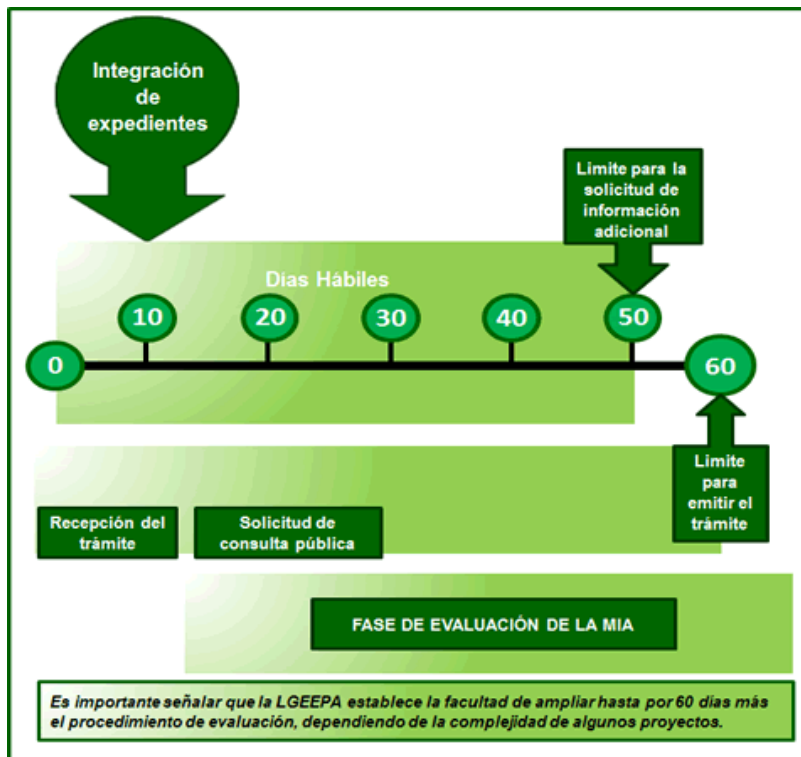 Integración
de
expedientes
Limite para la
solicitud de
información
adicional
Días Hábiles
10
20
30
40
50
0
60
Limite
para
emitir el
trámite
Recepción del
trámite
Solicitud de
consulta pública
FASE DE EVALUACIÓN DE LA MIA
Es importante señalar que la LGEEPA establece la facultad de ampliar hasta por 60 días más
el procedimiento de evaluación, dependiendo de la complejidad de algunos proyectos.